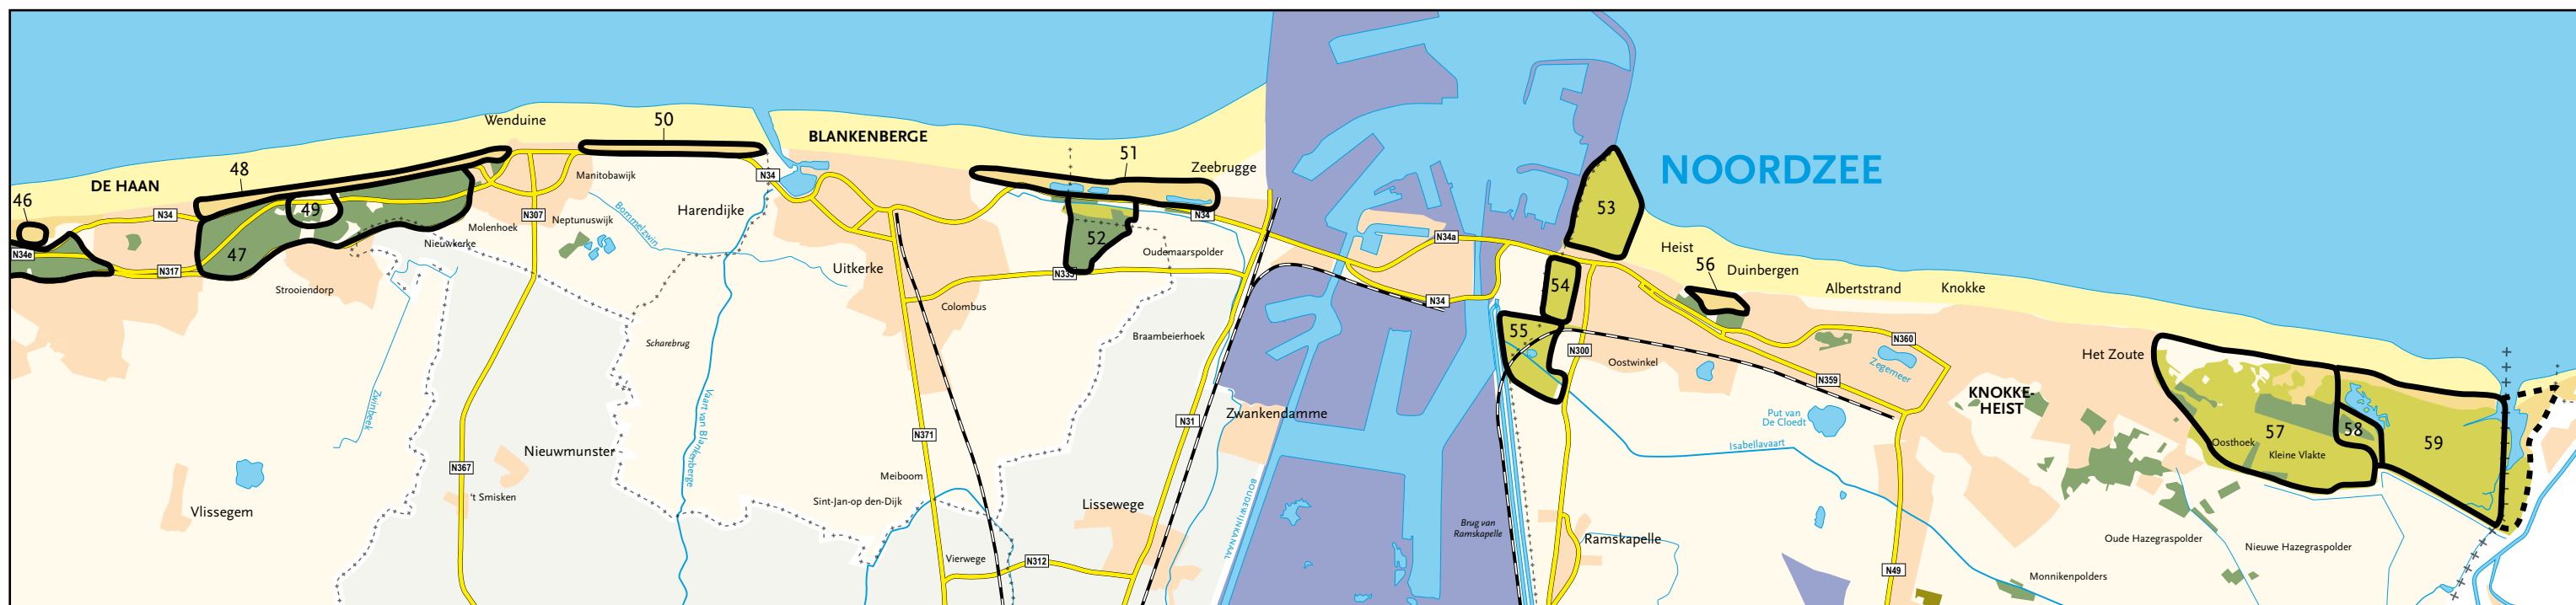 NOORDZEE
Wenduine
50
BLANKENBERGE
51
Zeebrugge
48
DE HAAN
46
49
N34
N34
Manitobawijk
Harendijke
N307
Neptunuswijk
Bommelzwin
Molenhoek
Nieuwkerke
N34e
47
N317
Strooiendorp
N34
52
Oudemaarspolder
Uitkerke
N335
Colombus
53
N34a
Heist
56
Duinbergen
54
Albertstrand
Knokke
N34
55
Scharebrug
Braambeierhoek
N300
Oostwinkel
N360
Zegemeer
N359
Het Zoute
KNOKKE-
HEIST
Zwinbeek
Vaart van Blankenberge
N31
Zwankendamme
Put van
De Cloedt
Isabellavaart
57
58
59
Oosthoek
Kleine Vlakte
N371
Nieuwmunster
N367
Meiboom
't Smisken
Sint-Jan-op den-Dijk
Lissewege
BOUDEWIJNKANAAL
Vlissegem
Brug van
Ramskapelle
Ramskapelle
Oude Hazegraspolder
Nieuwe Hazegraspolder
Vierwege
N312
N49
Monnikenpolders